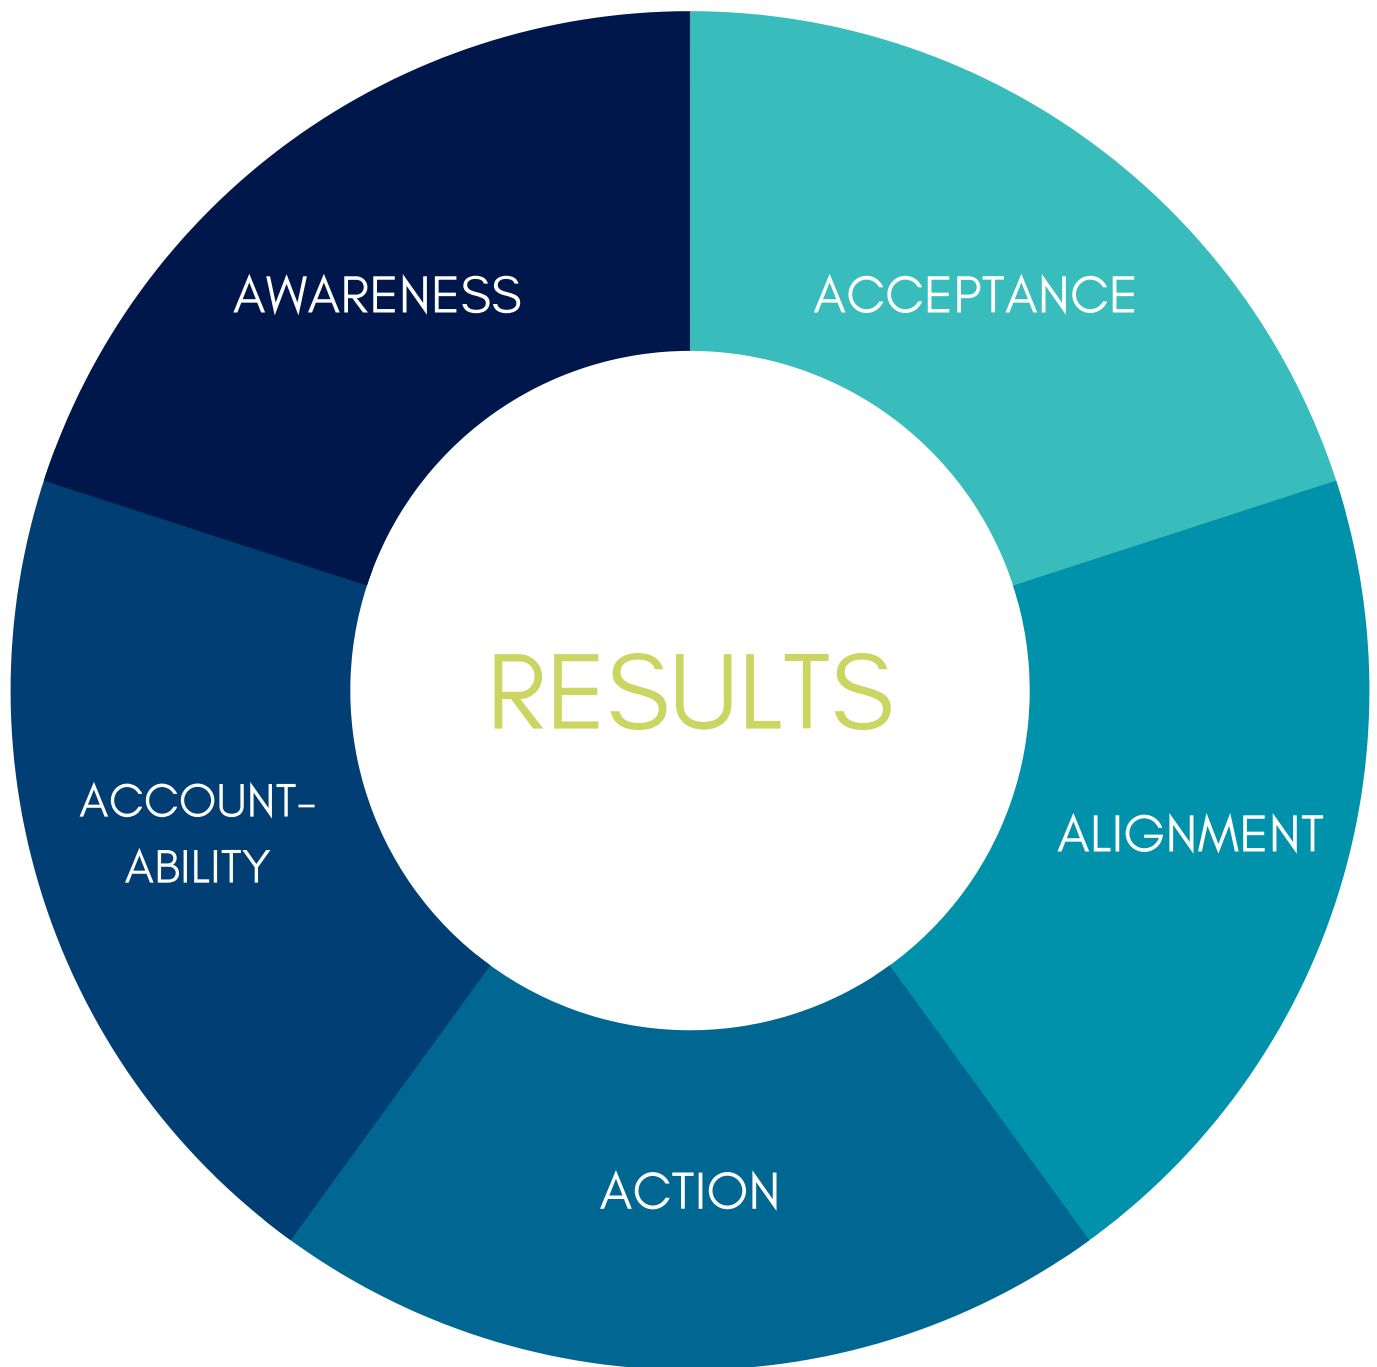 AWARENESS
ACCEPTANCE
RESULTS
ACCOUNT-
ABILITY
ALIGNMENT
ACTION